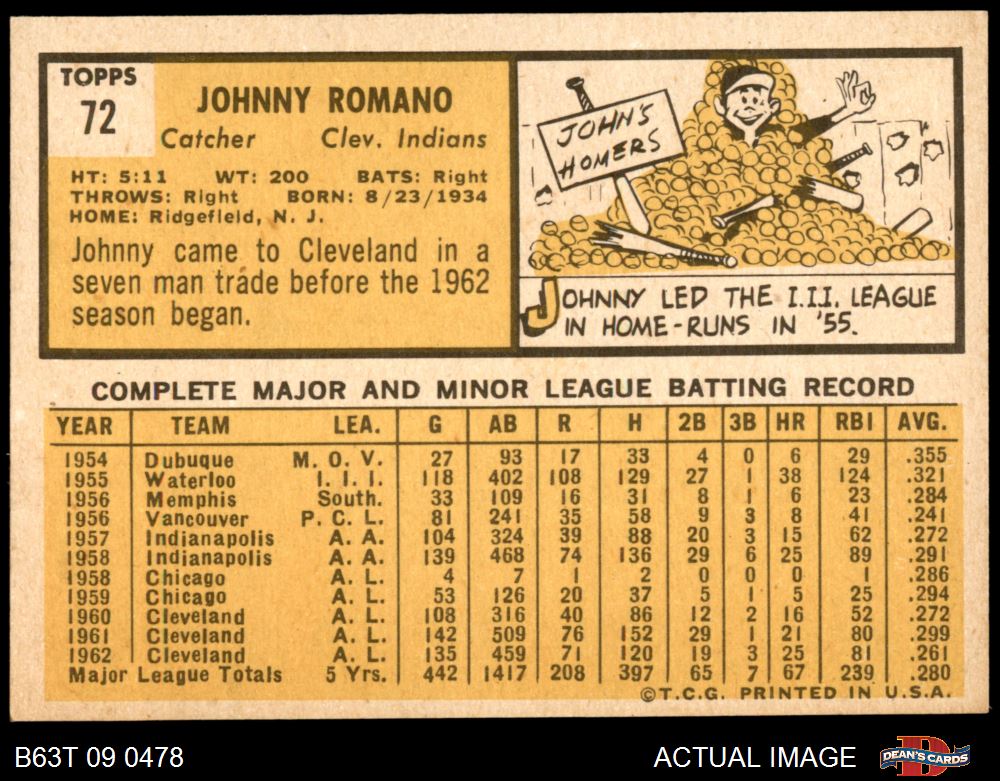 TOPPS
72
JOHNNY ROMANO
Catcher Clev. Indians
HT: 5:11 WT: 200 BATS: Right
THROWS: Right BORN: 8/23/1934
HOME: Ridgefield, N. J.
Johnny came to Cleveland in a
seven man trade before the 1962
season began.
JOHN'S
HOMERS
JOHNNY LED THE I.I.I. LEAGUE
IN HOME-RUNS IN '55.
COMPLETE MAJOR AND MINOR LEAGUE BATTING RECORD
YEAR TEAM LEA. G AB R H 2B 3B HR RBI AVG.
1954 Dubuque M. O. V. 27 93 17 33 4 0 6 29 .355
1955 Waterloo I. I. I. 118 402 108 129 27 1 38 124 .321
1956 Memphis South. 33 109 16 31 8 1 6 23 .284
1956 Vancouver P. C. L. 81 241 35 58 9 3 8 41 .241
1957 Indianapolis A. A. 104 324 39 88 20 3 15 62 .272
1958 Indianapolis A. A. 139 468 74 136 29 6 25 89 .291
1958 Chicago A. L. 4 7 1 2 0 0 0 1 .286
1959 Chicago A. L. 53 126 20 37 5 1 5 25 .294
1960 Cleveland A. L. 108 316 40 86 12 2 16 52 .272
1961 Cleveland A. L. 142 509 76 152 29 1 21 80 .299
1962 Cleveland A. L. 135 459 71 120 19 3 25 81 .261
Major League Totals 5 Yrs. 442 1417 208 397 65 7 67 239 .280
©T.C.G. PRINTED IN U.S.A.
B63T 09 0478 ACTUAL IMAGE DEAN'S CARDS